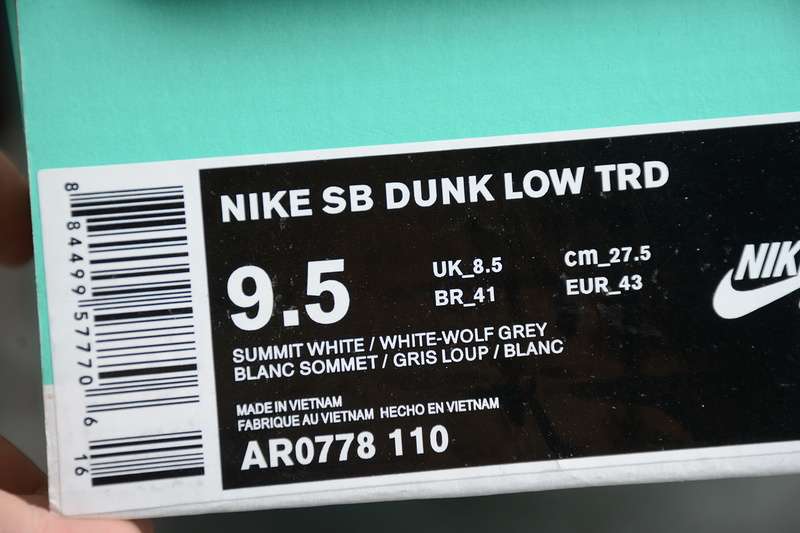 NIKE SB DUNK LOW TRD
9.5
UK_8.5
cm_27.5
BR_41
EUR_43
SUMMIT WHITE / WHITE-WOLF GREY
BLANC SOMMET / GRIS LOUP / BLANC
MADE IN VIETNAM
FABRIQUE AU VIETNAM HECHO EN VIETNAM
AR0778 110
NIK
8 84499 57770 6 16